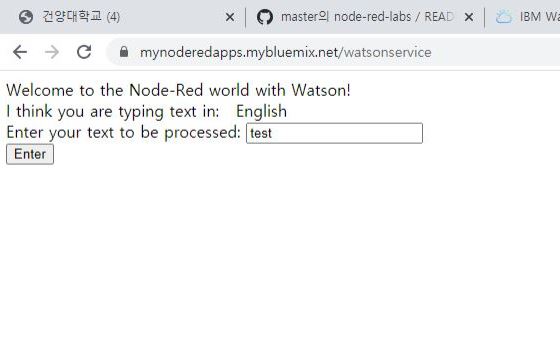 건양대학교 (4)
master의 node-red-labs / READ
IBM Wa
mynoderedapps.mybluemix.net/watsonservice
Welcome to the Node-Red world with Watson!
I think you are typing text in: English
Enter your text to be processed: test
Enter